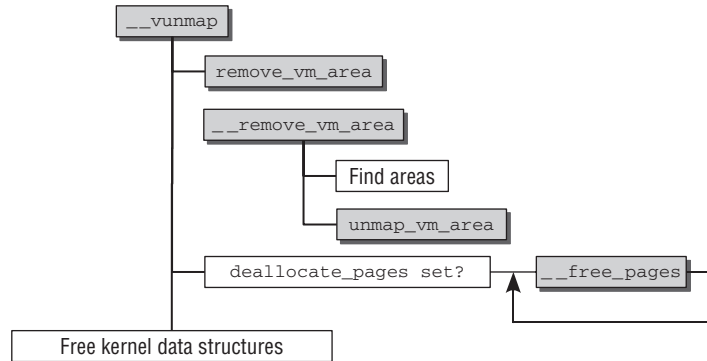 __vunmap
remove_vm_area
__remove_vm_area
Find areas
unmap_vm_area
deallocate_pages set?
__free_pages
Free kernel data structures